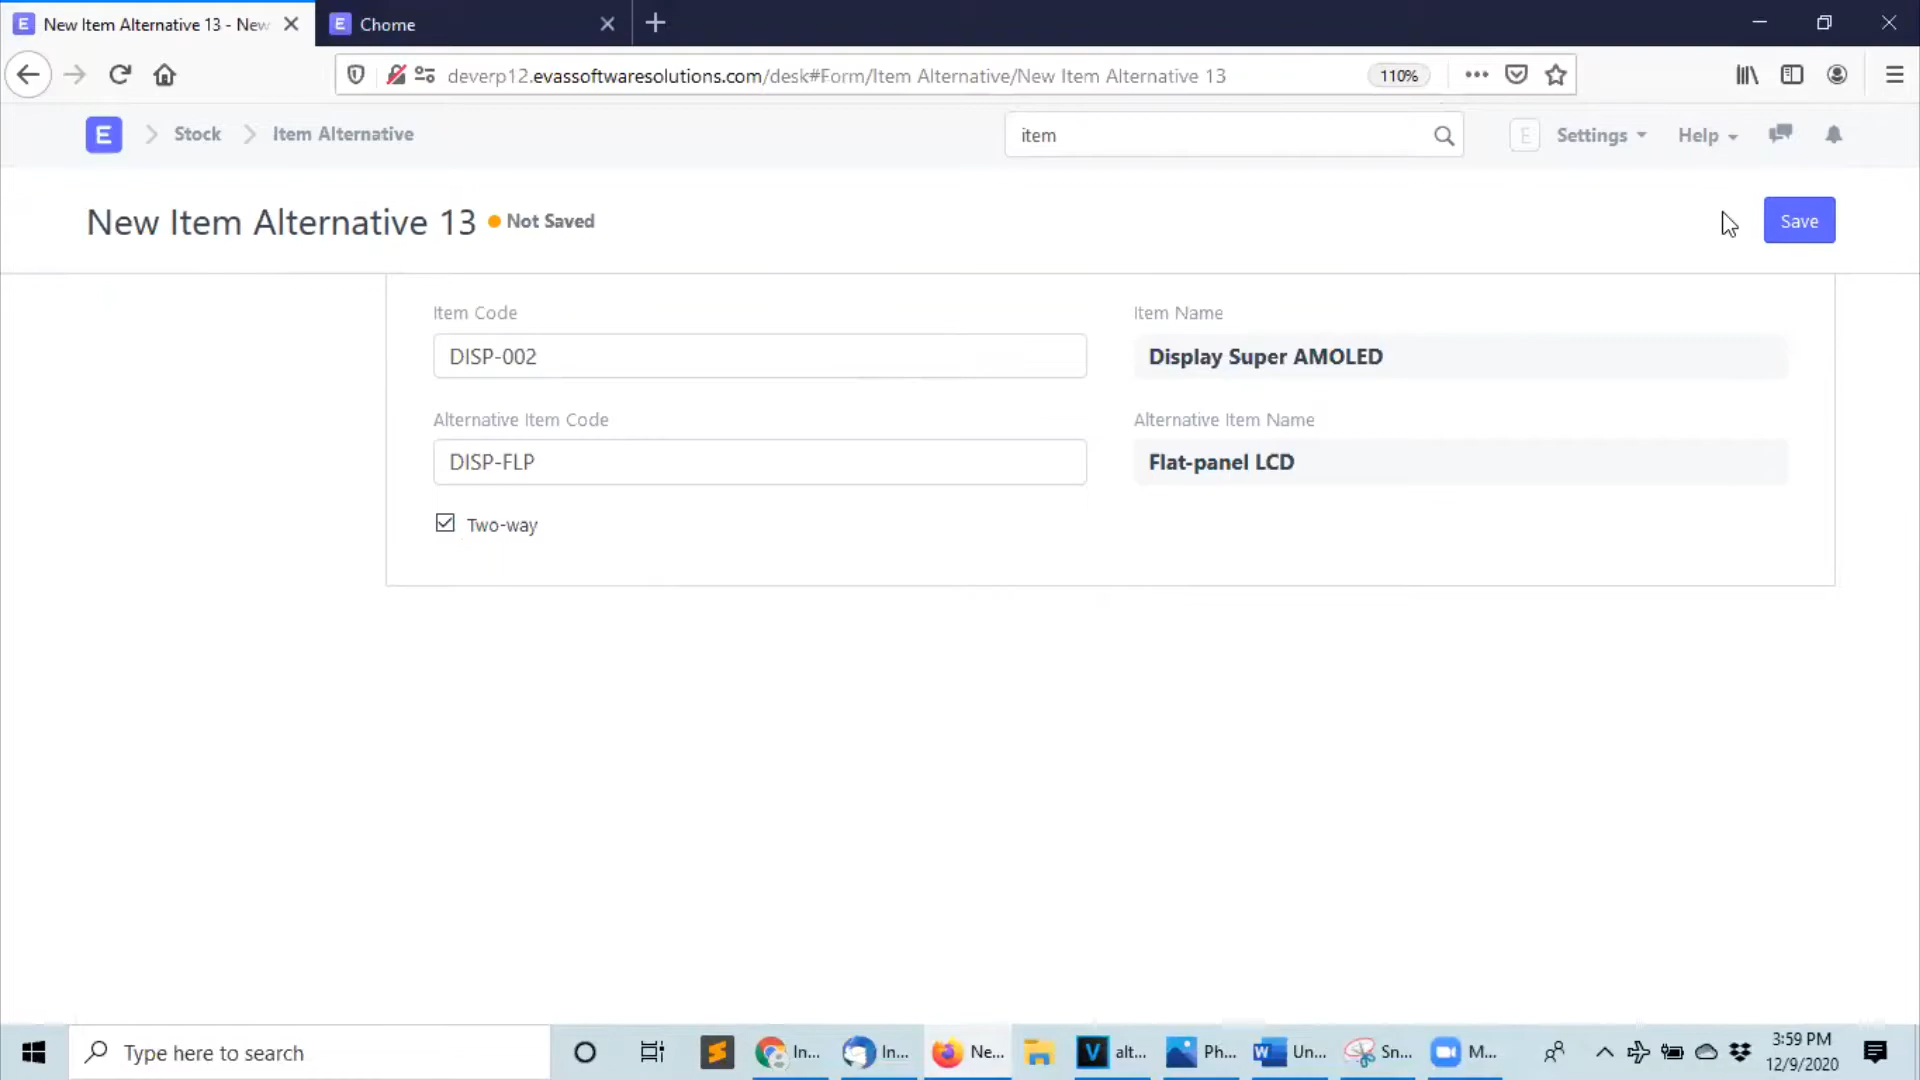 New Item Alternative 13 - New
Chome
deverp12.evassoftwaresolutions.com/desk#Form/Item Alternative/New Item Alternative 13
110%
E
Stock
Item Alternative
item
E
Settings
Help
New Item Alternative 13
Not Saved
Save
Item Code
Item Name
DISP-002
Display Super AMOLED
Alternative Item Code
Alternative Item Name
DISP-FLP
Flat-panel LCD
Two-way
Type here to search
In...
In...
Ne...
alt...
Ph...
Un...
Sn...
M...
3:59 PM
12/9/2020